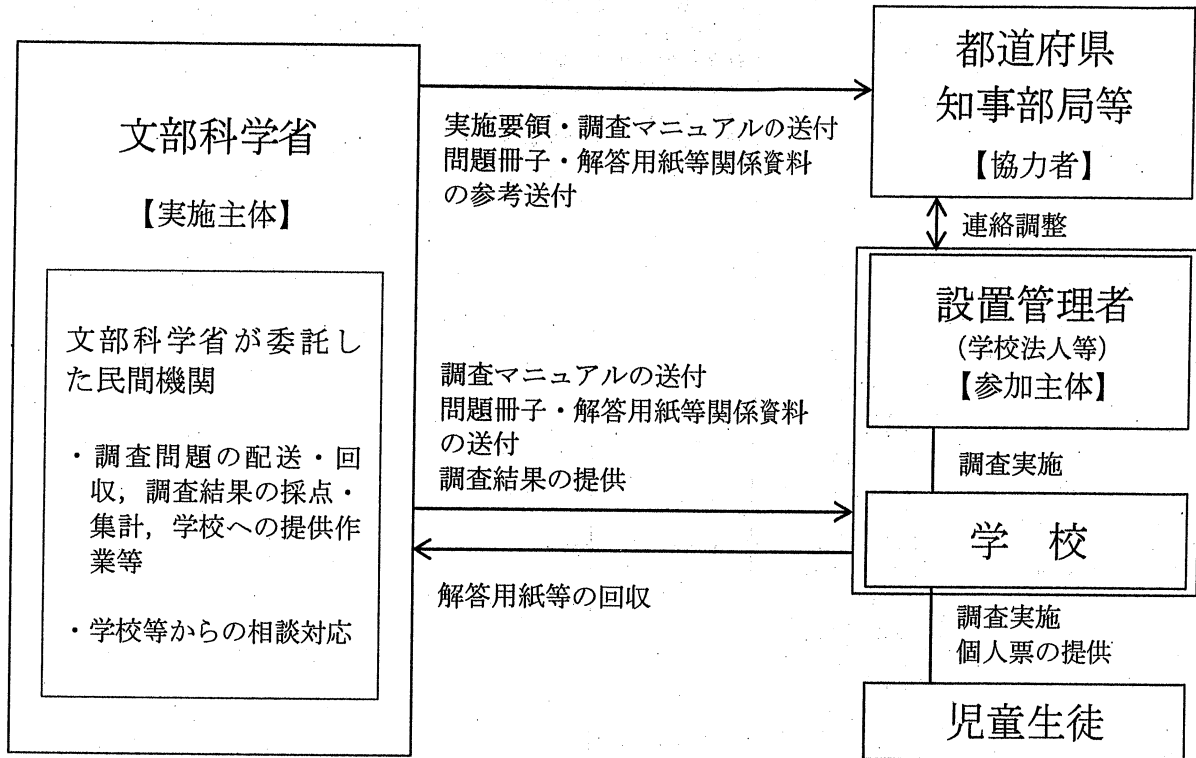 文部科学省
【実施主体】
文部科学省が委託し
た民間機関
・調査問題の配送・回
収，調査結果の採点・
集計，学校への提供作
業等
・学校等からの相談対応
実施要領・調査マニュアルの送付
問題冊子・解答用紙等関係資料
の参考送付
調査マニュアルの送付
問題冊子・解答用紙等関係資料
の送付
調査結果の提供
解答用紙等の回収
都道府県
知事部局等
【協力者】
連絡調整
設置管理者
（学校法人等）
【参加主体】
調査実施
学　校
調査実施
個人票の提供
児童生徒